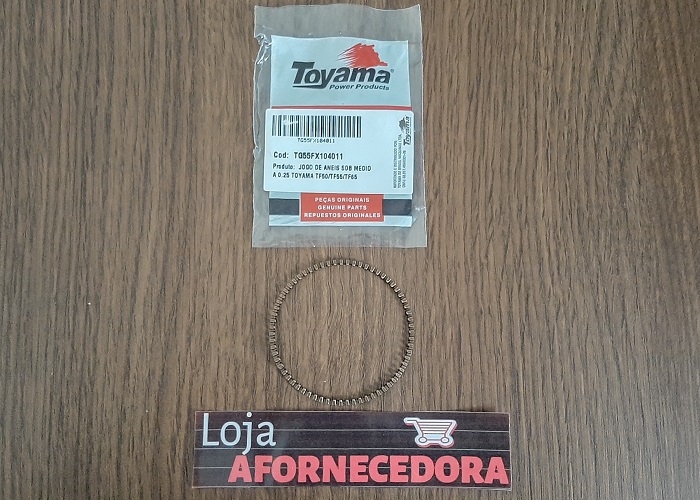 Toyama
Power Products
TG55FX104011
Cod: TG55FX104011
Produto: JOGO DE ANEIS SOB MEDID
A 0.25 TOYAMA TF50/TF55/TF65
Toyama
PEÇAS ORIGINAIS
GENUINE PARTS
REPUESTOS ORIGINALES
Loja
AFORNECEDORA